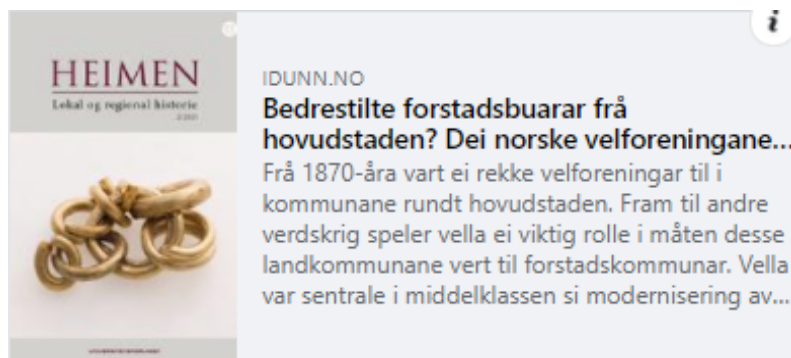 HEIMEN
Lokal og regional historie
i
IDUNN.NO
Bedrestilte forstadsbuarar frå
hovudstaden? Dei norske velforeningane...
Frå 1870-åra vart ei rekke velforeningar til i
kommunane rundt hovudstaden. Fram til andre
verdskrig speler vella ei viktig rolle i måten desse
landkommunane vert til forstadskommunar. Vella
var sentrale i middelklassen si modernisering av...